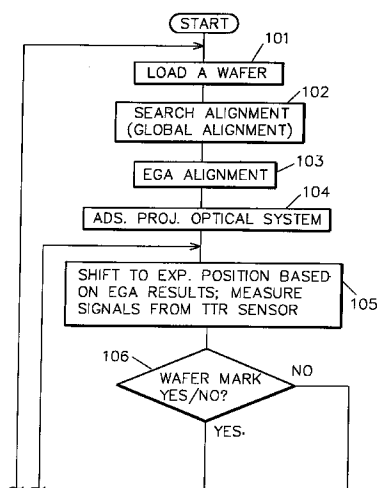 START
101
LOAD A WAFER
102
SEARCH ALIGNMENT
(GLOBAL ALIGNMENT)
103
EGA ALIGNMENT
104
ADS. PROJ. OPTICAL SYSTEM
SHIFT TO EXP. POSITION BASED
ON EGA RESULTS; MEASURE
SIGNALS FROM TTR SENSOR
105
106
WAFER MARK
YES/NO?
NO
YES.